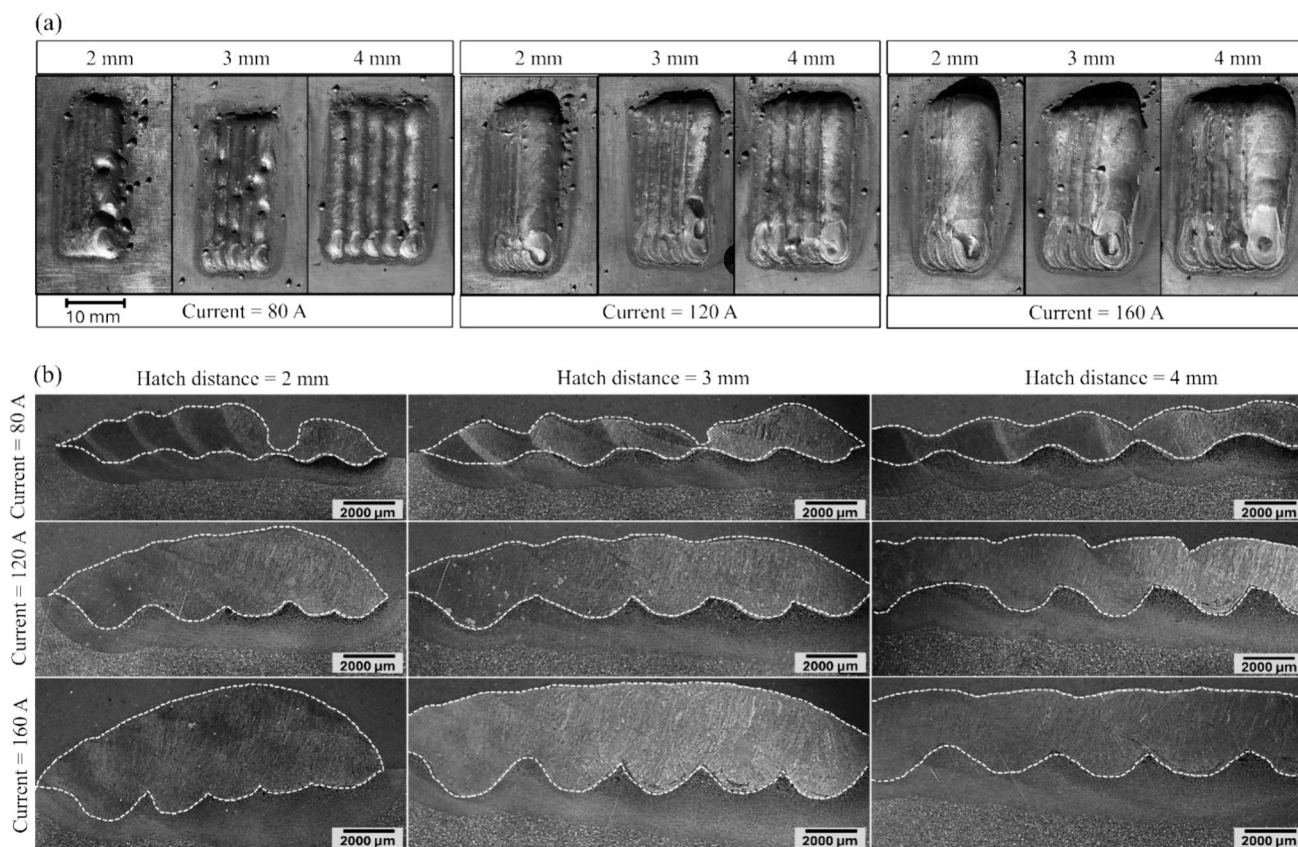 (a)
2 mm 3 mm 4 mm 2 mm 3 mm 4 mm 2 mm 3 mm 4 mm
10 mm
Current = 80 A Current = 120 A Current = 160 A
(b)
Hatch distance = 2 mm Hatch distance = 3 mm Hatch distance = 4 mm
Current = 80 A
2000 µm 2000 µm 2000 µm
Current = 120 A
2000 µm 2000 µm 2000 µm
Current = 160 A
2000 µm 2000 µm 2000 µm